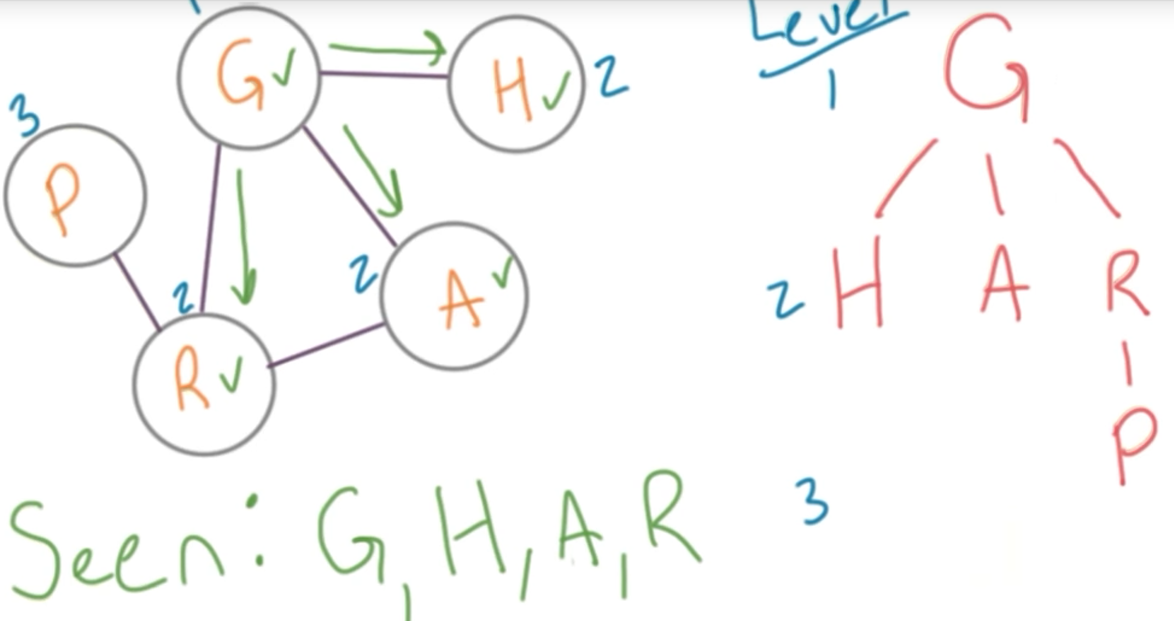 Level
G✓ H✓ 2
1 G
3
P
2 A✓
2
R✓
2 H A R
P
3
Seen: G, H, A, R